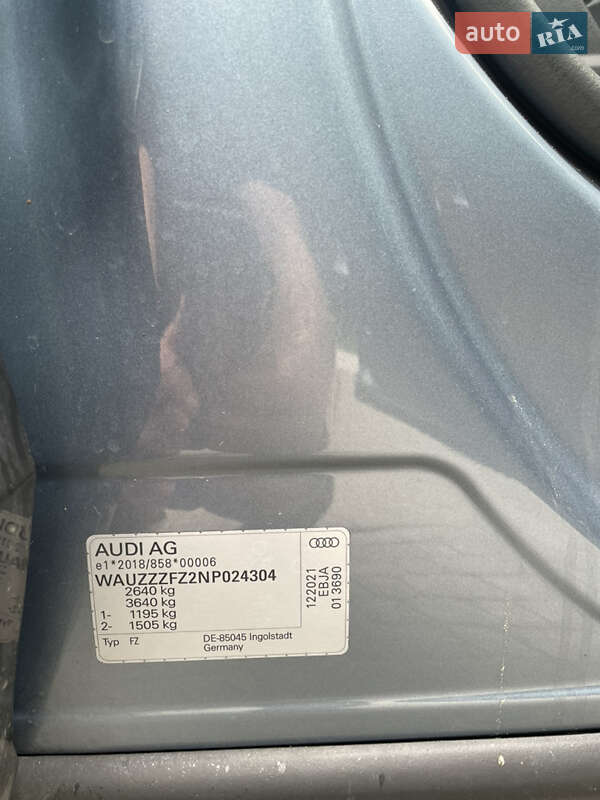 auto RIA
.com
AUDI AG
e1*2018/858*00006
WAUZZZFZ2NP024304
2640 kg
3640 kg
1- 1195 kg
2- 1505 kg
Typ FZ
DE-85045 Ingolstadt
Germany
122021
EBJA
013690